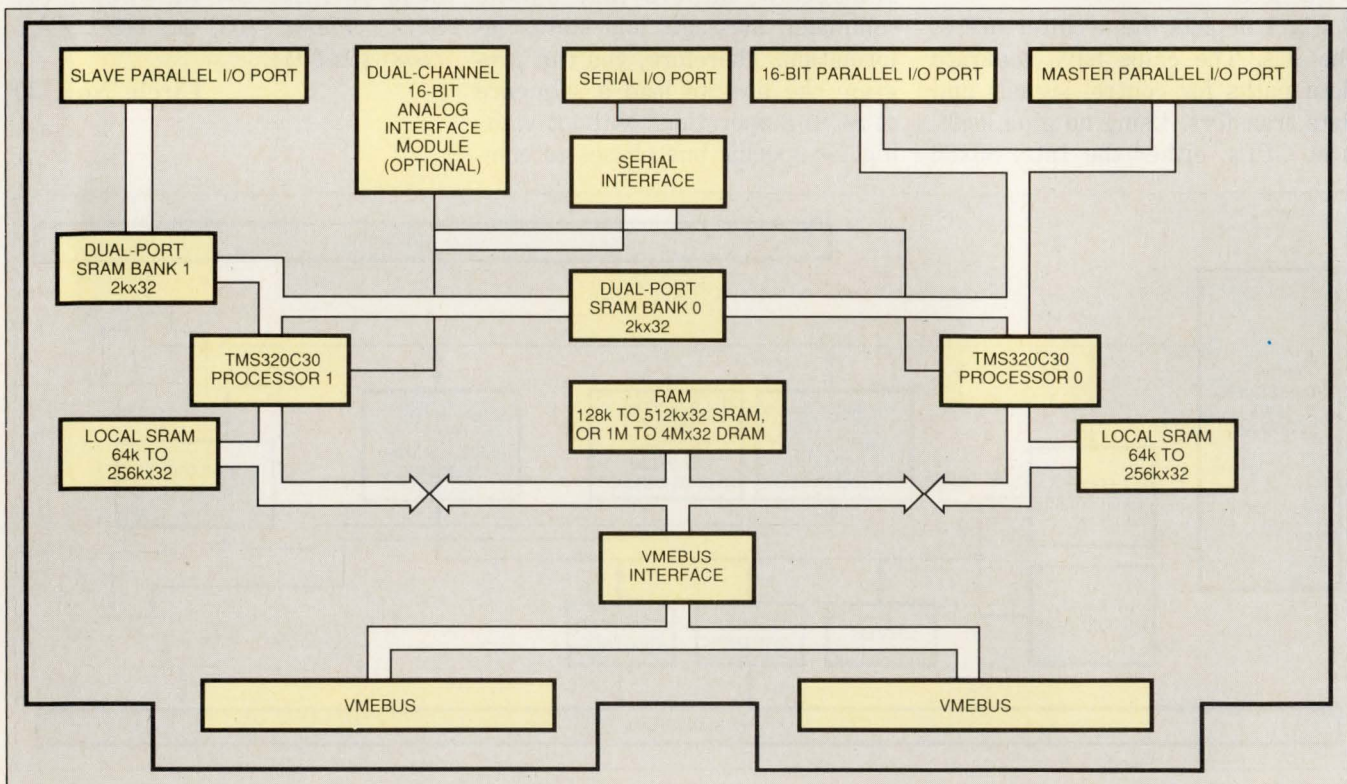 SLAVE PARALLEL I/O PORT
DUAL-CHANNEL
16-BIT
ANALOG
INTERFACE
MODULE
(OPTIONAL)
SERIAL I/O PORT
16-BIT PARALLEL I/O PORT
MASTER PARALLEL I/O PORT
SERIAL
INTERFACE
DUAL-PORT
SRAM BANK 1
2kx32
DUAL-PORT
SRAM BANK 0
2kx32
TMS320C30
PROCESSOR 1
TMS320C30
PROCESSOR 0
RAM
128k TO 512kx32 SRAM,
OR 1M TO 4Mx32 DRAM
LOCAL SRAM
64k TO
256kx32
LOCAL SRAM
64k TO
256kx32
VMEBUS
INTERFACE
VMEBUS
VMEBUS